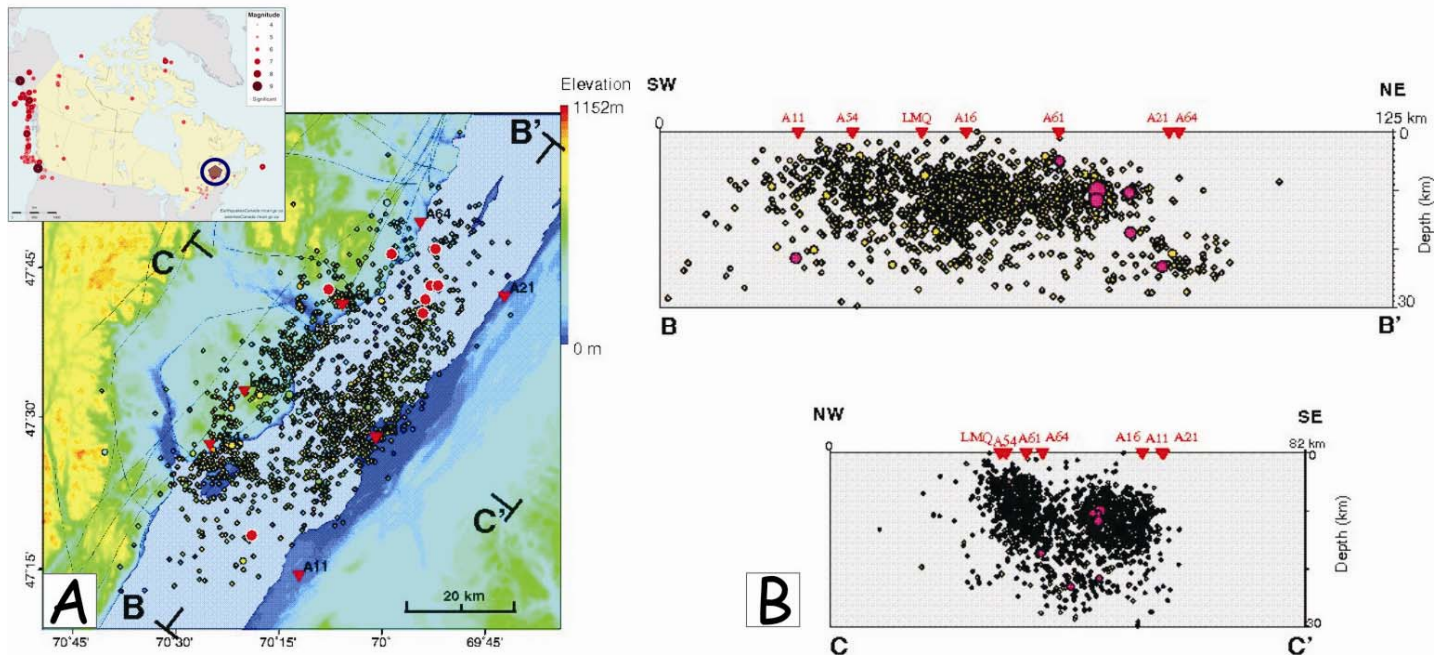 Magnitude
4
5
6
7
8
9
Significant
Elevation
1152m
0 m
B'
A64
C
A21
47˚45'
47˚30'
47˚15'
C'
A11
B
20 km
A
70˚45'
70˚30'
70˚15'
70˚
69˚45'
SW
NE
0
125 km
A11
A54
LMQ
A16
A61
A21
A64
0
Depth (km)
30
B
B'
NW
SE
0
82 km
LMQ
A54
A61
A64
A16
A11
A21
0
Depth (km)
30
B
C
C'